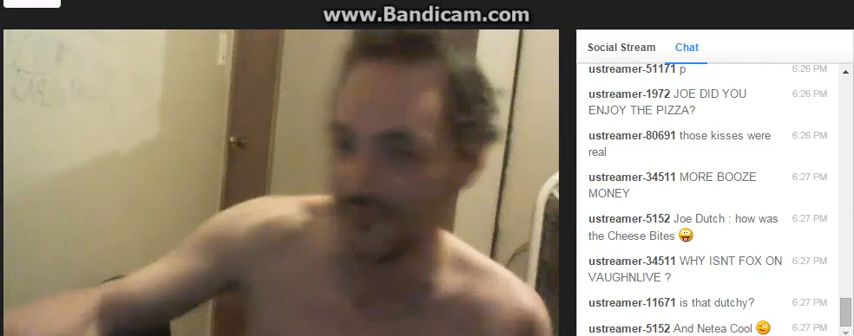 www.Bandicam.com
Social Stream Chat
ustreamer-51171 p 6:26 PM
ustreamer-1972 JOE DID YOU 6:26 PM
ENJOY THE PIZZA?
ustreamer-80691 those kisses were 6:26 PM
real
ustreamer-34511 MORE BOOZE 6:27 PM
MONEY
ustreamer-5152 Joe Dutch : how was 6:27 PM
the Cheese Bites 😜
ustreamer-34511 WHY ISNT FOX ON 6:27 PM
VAUGHNLIVE ?
ustreamer-11671 is that dutchy? 6:27 PM
ustreamer-5152 And Netea Cool 😉 6:27 PM